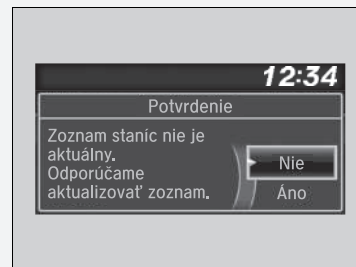 12:34
Potvrdenie
Zoznam staníc nie je
aktuálny.
Odporúčame
aktualizovať zoznam.
Nie
Áno